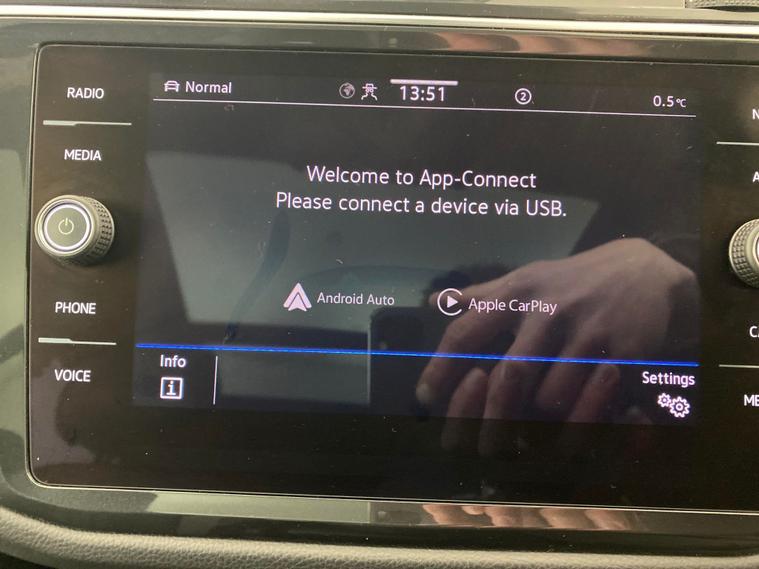 RADIO
MEDIA
PHONE
VOICE
Normal
13:51
2
0.5°C
Welcome to App-Connect
Please connect a device via USB.
Android Auto
Apple CarPlay
Info
i
Settings